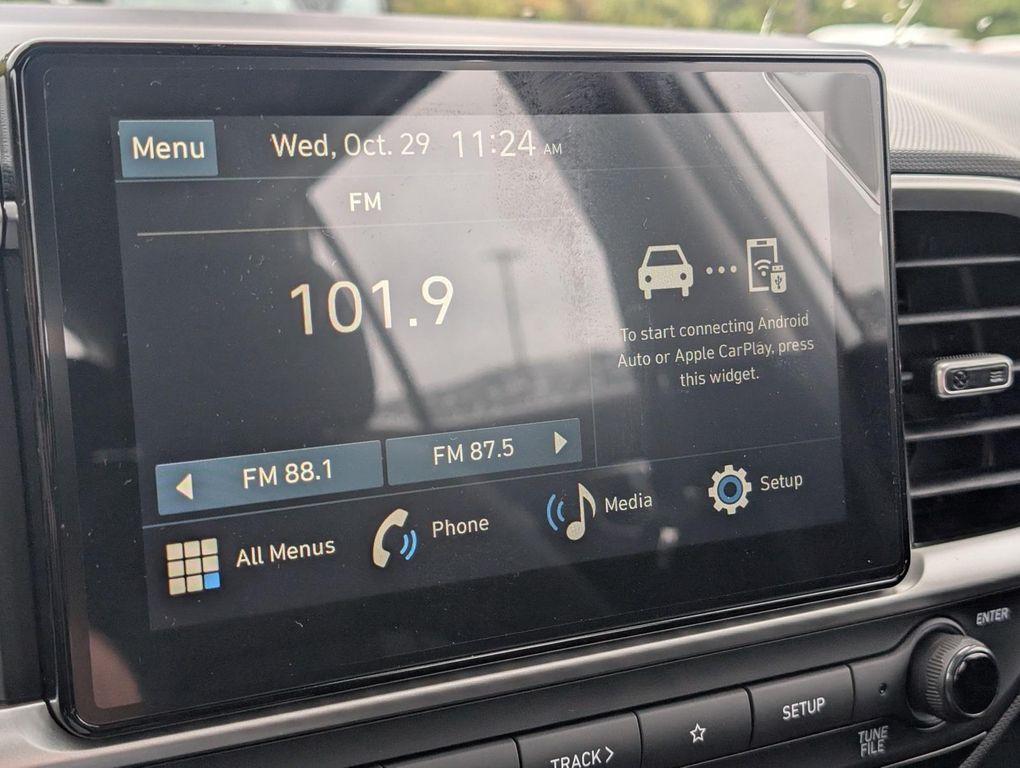 Menu
Wed, Oct. 29 11:24 AM
FM
101.9
To start connecting Android
Auto or Apple CarPlay, press
this widget.
FM 88.1
FM 87.5
All Menus
Phone
Media
Setup
ENTER
TRACK >
SETUP
TUNE
FILE